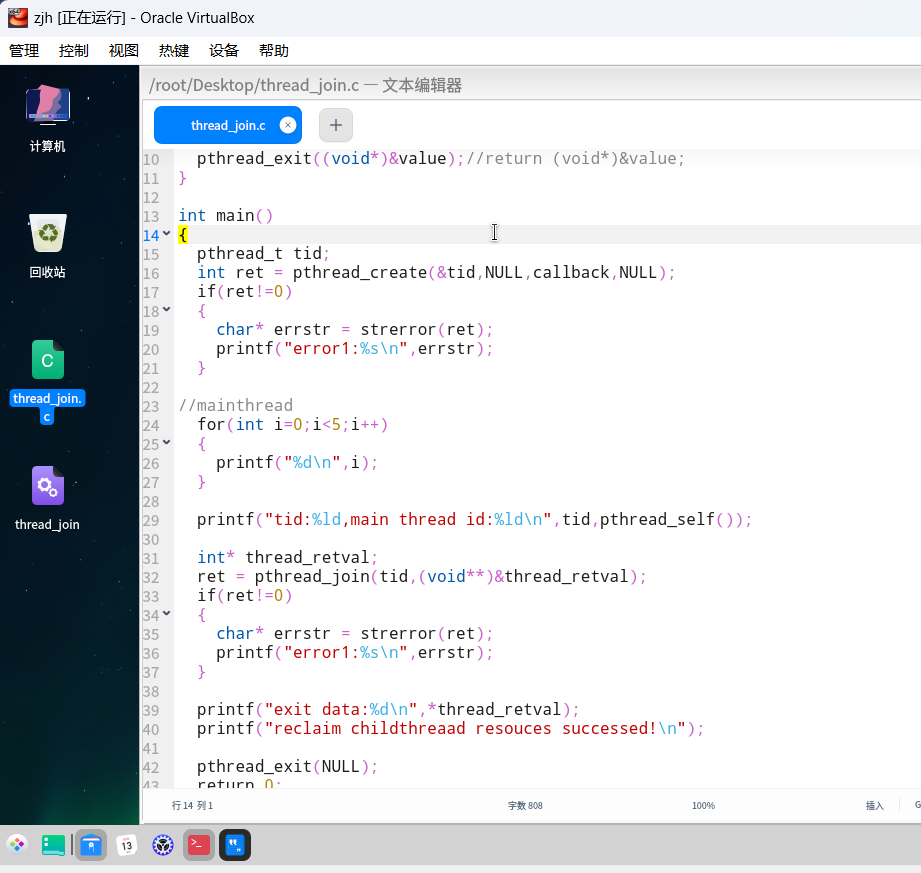 zjh [正在运行] - Oracle VirtualBox
管理 控制 视图 热键 设备 帮助
/root/Desktop/thread_join.c — 文本编辑器
thread_join.c
计算机
回收站
thread_join.
c
thread_join
10 pthread_exit((void*)&value);//return (void*)&value;
11 }
12
13 int main()
14 {
15 pthread_t tid;
16 int ret = pthread_create(&tid,NULL,callback,NULL);
17 if(ret!=0)
18 {
19 char* errstr = strerror(ret);
20 printf("error1:%s\n",errstr);
21 }
22
23 //mainthread
24 for(int i=0;i<5;i++)
25 {
26 printf("%d\n",i);
27 }
28
29 printf("tid:%ld,main thread id:%ld\n",tid,pthread_self());
30
31 int* thread_retval;
32 ret = pthread_join(tid,(void**)&thread_retval);
33 if(ret!=0)
34 {
35 char* errstr = strerror(ret);
36 printf("error1:%s\n",errstr);
37 }
38
39 printf("exit data:%d\n",*thread_retval);
40 printf("reclaim childthreaad resouces successed!\n");
41
42 pthread_exit(NULL);
43 return 0;
行 14 列 1 字数 808 100% 插入 G
13